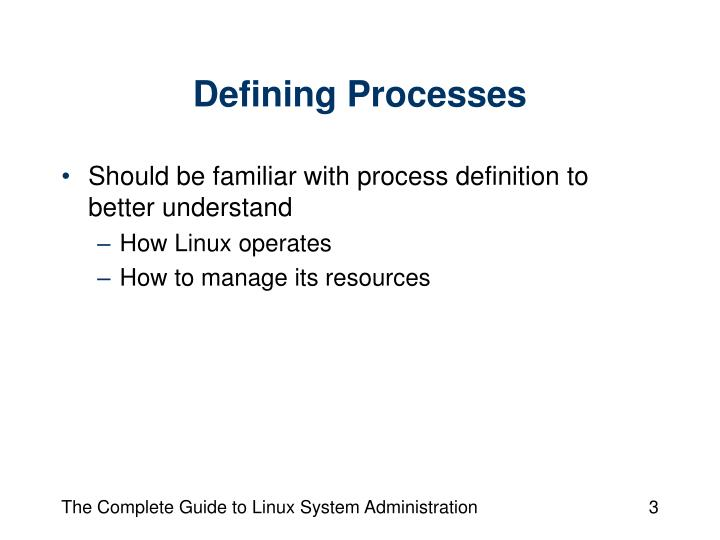 Defining Processes
• Should be familiar with process definition to
better understand
– How Linux operates
– How to manage its resources
The Complete Guide to Linux System Administration 3